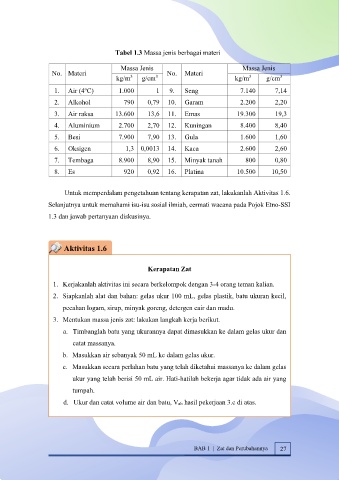 Tabel 1.3 Massa jenis berbagai materi
No. Materi Massa Jenis No. Materi Massa Jenis
kg/m³ g/cm³ kg/m³ g/cm³
1. Air (4°C) 1.000 1 9. Seng 7.140 7,14
2. Alkohol 790 0,79 10. Garam 2.200 2,20
3. Air raksa 13.600 13,6 11. Emas 19.300 19,3
4. Aluminium 2.700 2,70 12. Kuningan 8.400 8,40
5. Besi 7.900 7,90 13. Gula 1.600 1,60
6. Oksigen 1,3 0,0013 14. Kaca 2.600 2,60
7. Tembaga 8.900 8,90 15. Minyak tanah 800 0,80
8. Es 920 0,92 16. Platina 10.500 10,50
Untuk memperdalam pengetahuan tentang kerapatan zat, lakukanlah Aktivitas 1.6.
Selanjutnya untuk memahami isu-isu sosial ilmiah, cermati wacana pada Pojok Etno-SSI
1.3 dan jawab pertanyaan diskusinya.
Aktivitas 1.6
Kerapatan Zat
1. Kerjakanlah aktivitas ini secara berkelompok dengan 3-4 orang teman kalian.
2. Siapkanlah alat dan bahan: gelas ukur 100 mL, gelas plastik, batu ukuran kecil,
pecahan logam, sirup, minyak goreng, detergen cair dan madu.
3. Mentukan massa jenis zat: lakukan langkah kerja berikut.
a. Timbanglah batu yang ukurannya dapat dimasukkan ke dalam gelas ukur dan
catat massanya.
b. Masukkan air sebanyak 50 mL ke dalam gelas ukur.
c. Masukkan secara perlahan batu yang telah diketahui massanya ke dalam gelas
ukur yang telah berisi 50 mL air. Hati-hatilah bekerja agar tidak ada air yang
tumpah.
d. Ukur dan catat volume air dan batu, hasil pekerjaan 3.c di atas.
BAB 1 | Zat dan Perubahannya 27